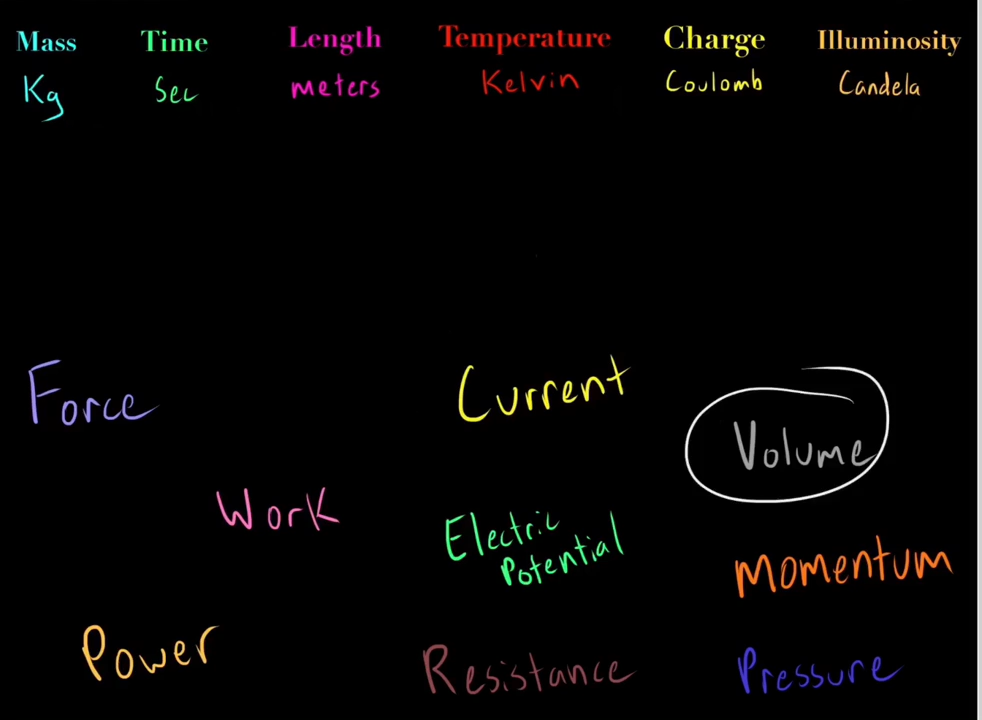 Mass Time Length Temperature Charge Illuminosity
Kg Sec meters Kelvin Coulomb Candela
Force Current
Volume
Work Electric
Potential
Momentum
Power Resistance Pressure